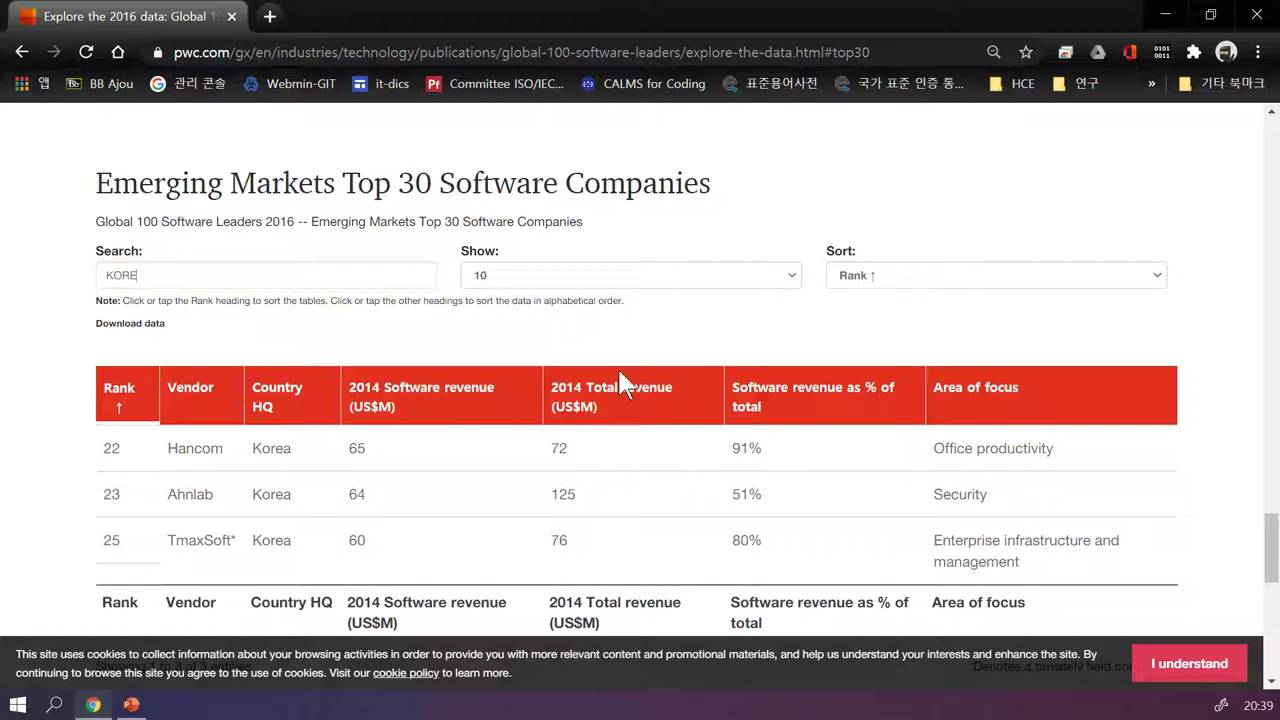 Explore the 2016 data: Global 1
pwc.com/gx/en/industries/technology/publications/global-100-software-leaders/explore-the-data.html#top30
앱 BB Ajou 관리 콘솔 Webmin-GIT it-dics Committee ISO/IEC... CALMS for Coding 표준용어사전 국가 표준 인증 통... HCE 연구 » 기타 북마크
Emerging Markets Top 30 Software Companies
Global 100 Software Leaders 2016 -- Emerging Markets Top 30 Software Companies
Search: Show: Sort:
KORE 10 Rank ↑
Note: Click or tap the Rank heading to sort the tables. Click or tap the other headings to sort the data in alphabetical order.
Download data
Rank ↑ Vendor Country HQ 2014 Software revenue (US$M) 2014 Total revenue (US$M) Software revenue as % of total Area of focus
22 Hancom Korea 65 72 91% Office productivity
23 Ahnlab Korea 64 125 51% Security
25 TmaxSoft* Korea 60 76 80% Enterprise infrastructure and management
Rank Vendor Country HQ 2014 Software revenue (US$M) 2014 Total revenue (US$M) Software revenue as % of total Area of focus
This site uses cookies to collect information about your browsing activities in order to provide you with more relevant content and promotional materials, and help us understand your interests and enhance the site. By
continuing to browse this site you agree to the use of cookies. Visit our cookie policy to learn more.
I understand
Showing 1 to 3 of 3 entries
*Denotes a privately held
20:39